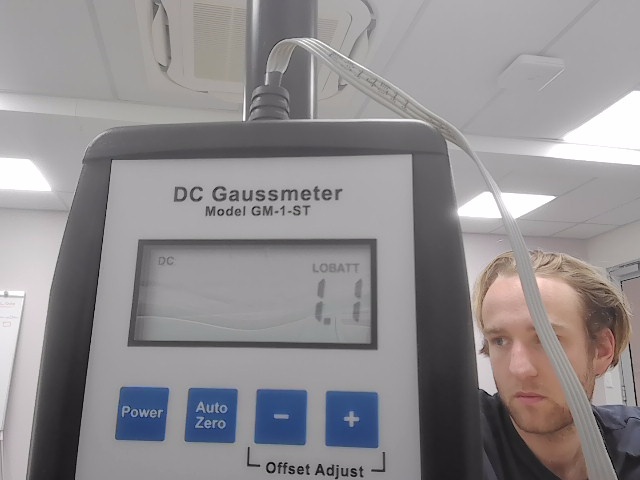 DC Gaussmeter
Model GM-1-ST
DC
LOBATT
1.1
Power
Auto
Zero
-
+
Offset Adjust